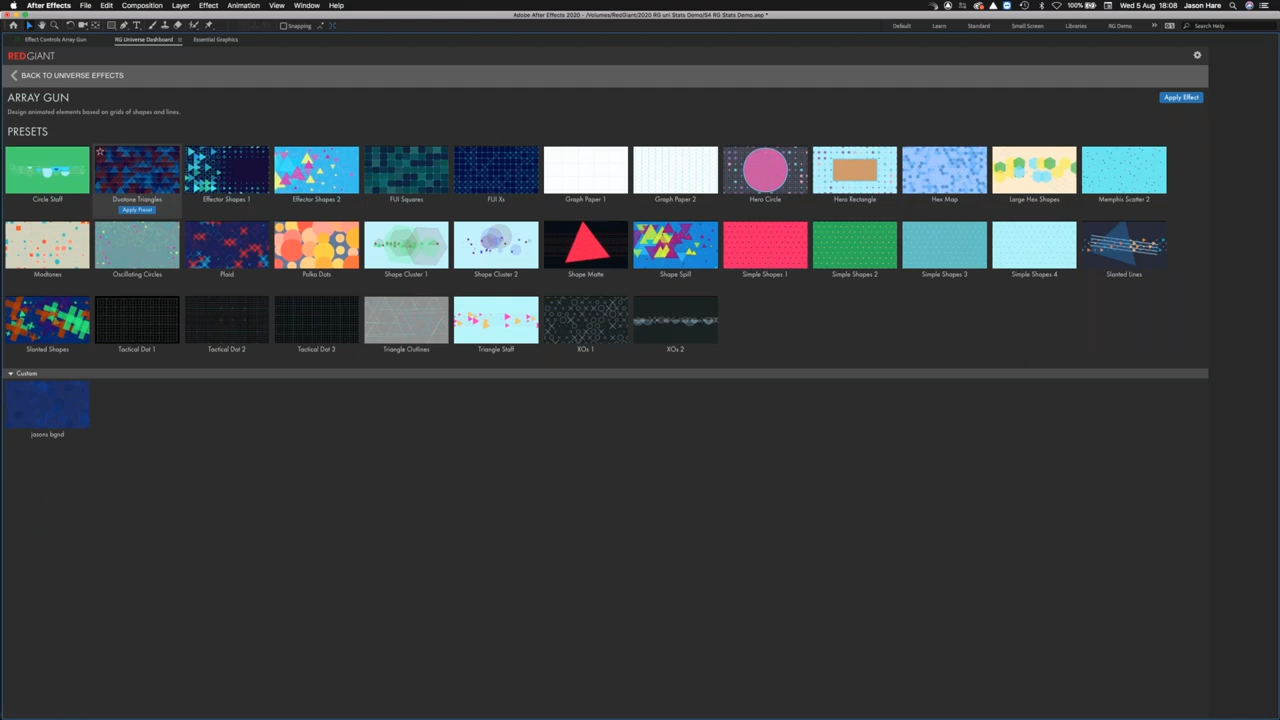 After Effects File Edit Composition Layer Effect Animation View Window Help 100% Wed 5 Aug 18:08 Jason Hare
Adobe After Effects 2020 - /Volumes/RedGiant/2020 RG uni Stats Demo/S4 RG Stats Demo.aep *
Snapping Default Learn Standard Small Screen Libraries RG Demo Search Help
Effect Controls Array Gun RG Universe Dashboard Essential Graphics
REDGIANT
BACK TO UNIVERSE EFFECTS
ARRAY GUN Apply Effect
Design animated elements based on grids of shapes and lines.
PRESETS
Circle Staff Duotone Triangles Effector Shapes 1 Effector Shapes 2 FUI Squares FUI Xs Graph Paper 1 Graph Paper 2 Hero Circle Hero Rectangle Hex Map Large Hex Shapes Memphis Scatter 2
Apply Preset
Modtones Oscillating Circles Plaid Polka Dots Shape Cluster 1 Shape Cluster 2 Shape Matte Shape Spill Simple Shapes 1 Simple Shapes 2 Simple Shapes 3 Simple Shapes 4 Slanted Lines
Slanted Shapes Tactical Dot 1 Tactical Dot 2 Tactical Dot 3 Triangle Outlines Triangle Staff XOs 1 XOs 2
Custom
jasons bgnd